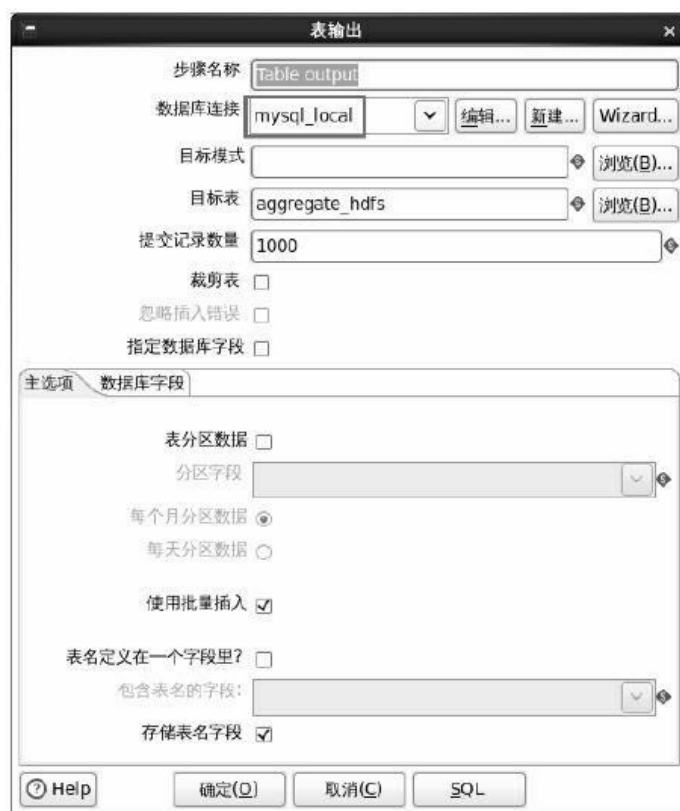 表输出
步骤名称 Table output
数据库连接 mysql_local 编辑... 新建... Wizard...
目标模式 浏览(B)...
目标表 aggregate_hdfs 浏览(B)...
提交记录数量 1000
裁剪表
忽略插入错误
指定数据库字段
主选项 数据库字段
表分区数据
分区字段
每个月分区数据
每天分区数据
使用批量插入
表名定义在一个字段里?
包含表名的字段:
存储表名字段
Help 确定(O) 取消(C) SQL